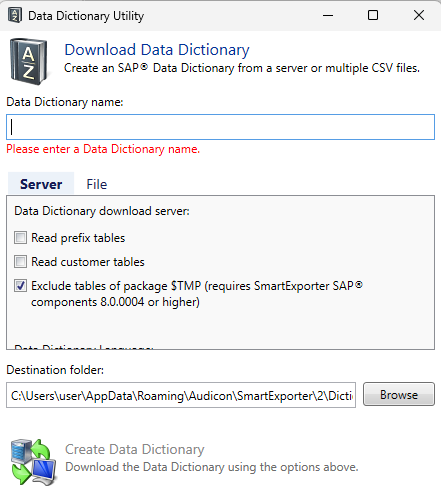 Data Dictionary Utility
A
Z
Download Data Dictionary
Create an SAP® Data Dictionary from a server or multiple CSV files.
Data Dictionary name:
Please enter a Data Dictionary name.
Server File
Data Dictionary download server:
Read prefix tables
Read customer tables
Exclude tables of package $TMP (requires SmartExporter SAP®
components 8.0.0004 or higher)
Data Dictionary Language:
Destination folder:
C:\Users\user\AppData\Roaming\Audicon\SmartExporter\2\Dicti
Browse
Create Data Dictionary
Download the Data Dictionary using the options above.